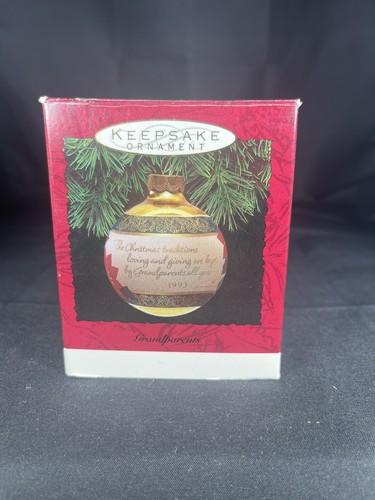 KEEPSAKE
ORNAMENT
The Christmas traditions
loving and giving are kept
by Grandparents all year
1993
Grandparents